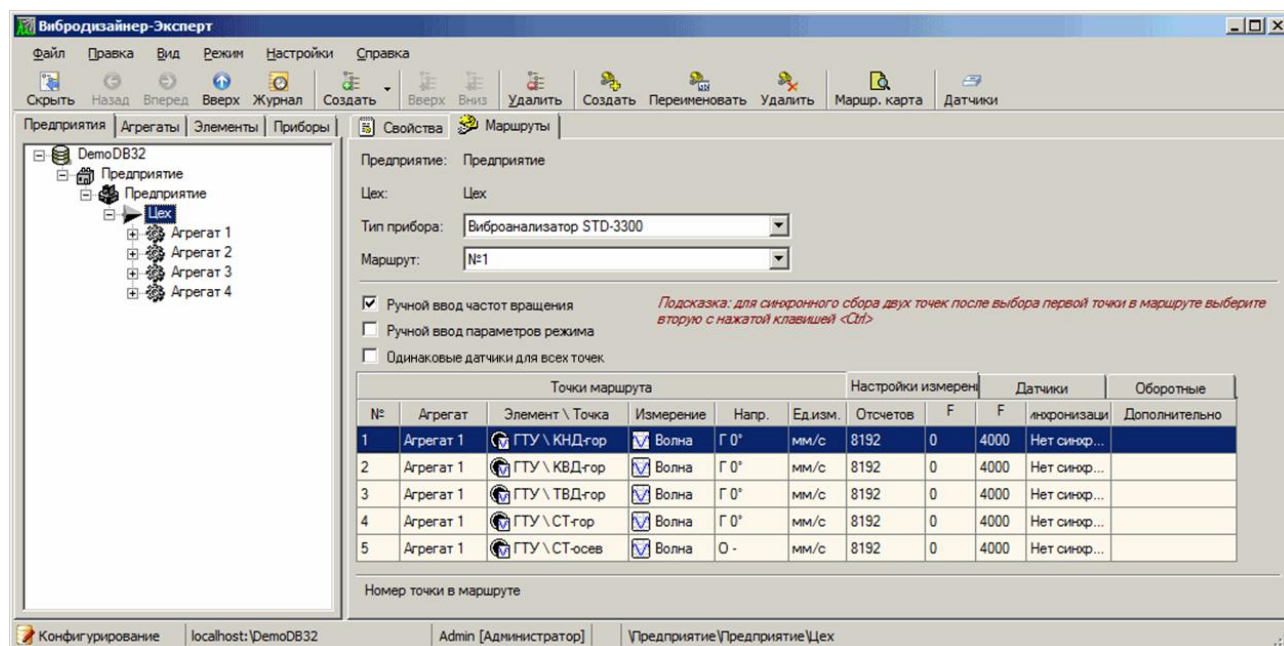 Вибродизайнер-Эксперт
Файл Правка Вид Режим Настройки Справка
Скрыть Назад Вперед Вверх Журнал Создать Вверх Вниз Удалить Создать Переименовать Удалить Маршр. карта Датчики
Предприятия Агрегаты Элементы Приборы
DemoDB32
Предприятие
Предприятие
Цех
Агрегат 1
Агрегат 2
Агрегат 3
Агрегат 4
Свойства Маршруты
Предприятие: Предприятие
Цех: Цех
Тип прибора: Виброанализатор STD-3300
Маршрут: №1
Ручной ввод частот вращения
Ручной ввод параметров режима
Одинаковые датчики для всех точек
Подсказка: для синхронного сбора двух точек после выбора первой точки в маршруте выберите
вторую с нажатой клавишей <Ctrl>
Точки маршрута Настройки измерени Датчики Оборотные
№ Агрегат Элемент \ Точка Измерение Напр. Ед.изм. Отсчетов F F инхронизаци Дополнительно
1 Агрегат 1 ГТУ \ КНД-гор Волна Г 0° мм/с 8192 0 4000 Нет синхр...
2 Агрегат 1 ГТУ \ КВД-гор Волна Г 0° мм/с 8192 0 4000 Нет синхр...
3 Агрегат 1 ГТУ \ ТВД-гор Волна Г 0° мм/с 8192 0 4000 Нет синхр...
4 Агрегат 1 ГТУ \ СТ-гор Волна Г 0° мм/с 8192 0 4000 Нет синхр...
5 Агрегат 1 ГТУ \ СТ-осев Волна О - мм/с 8192 0 4000 Нет синхр...
Номер точки в маршруте
Конфигурирование localhost:\DemoDB32 Admin [Администратор] \Предприятие\Предприятие\Цех